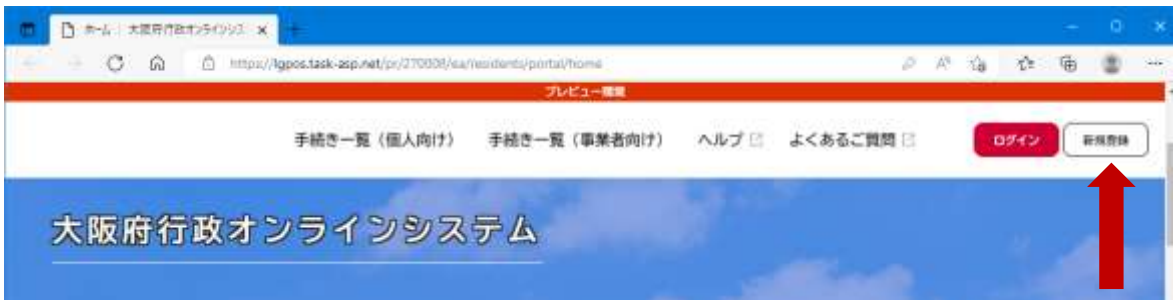 ホーム | 大阪府行政オンラインシス
https://lgpos.task-asp.net/pr/270008/ea/residents/portal/home
プレビュー環境
手続き一覧（個人向け） 手続き一覧（事業者向け） ヘルプ よくあるご質問 ログイン 新規登録
大阪府行政オンラインシステム